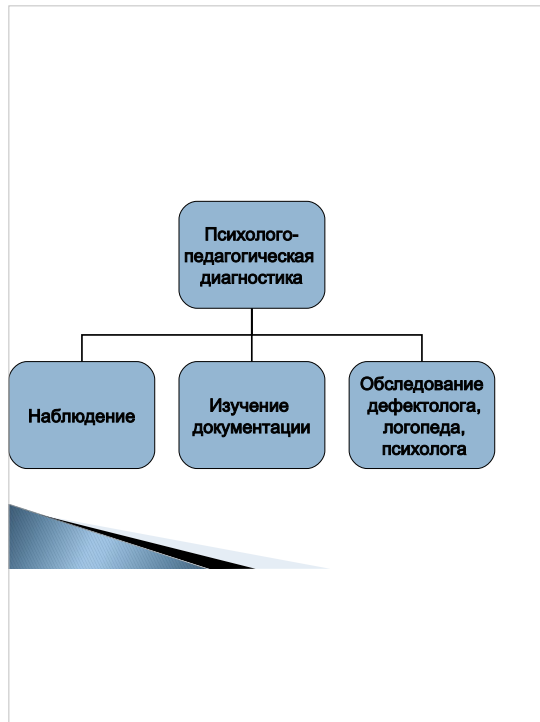 Психолого-
педагогическая
диагностика
Наблюдение
Изучение
документации
Обследование
дефектолога,
логопеда,
психолога